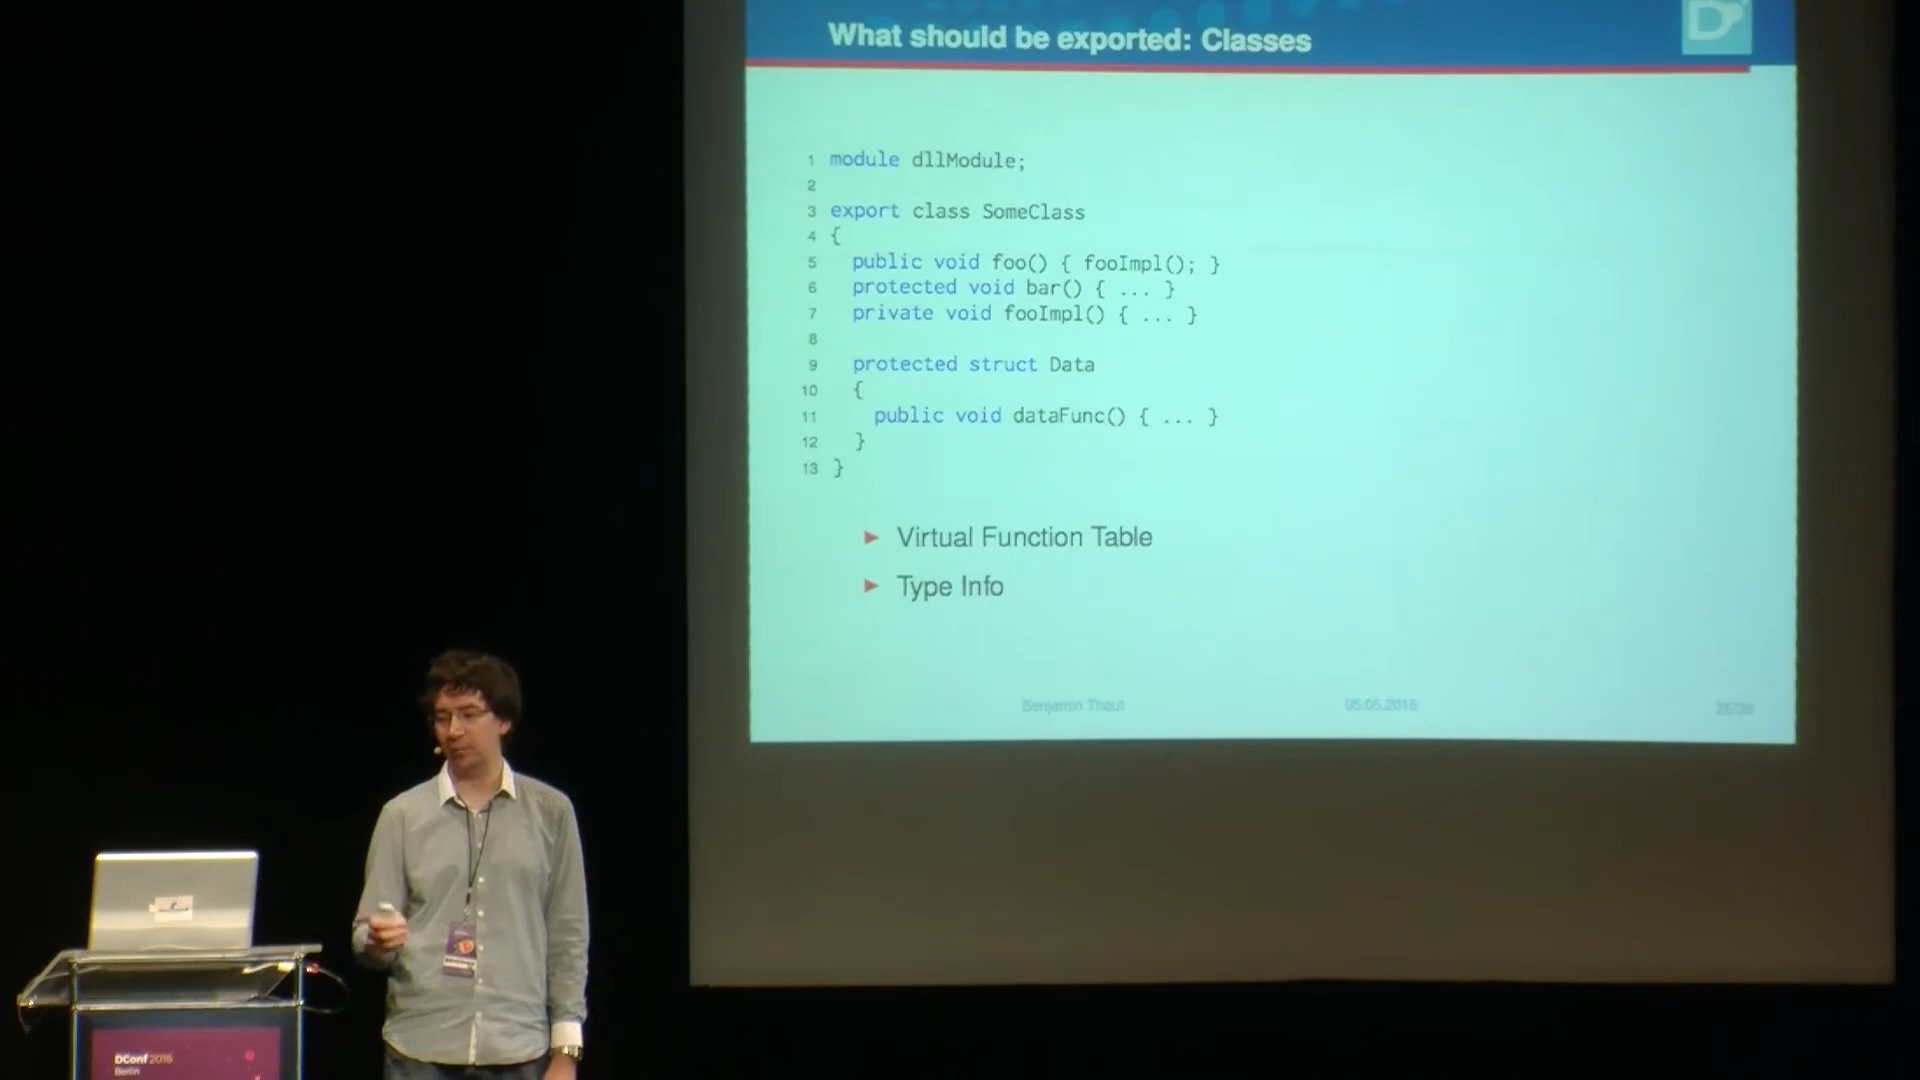 What should be exported: Classes
1 module dllModule;
2
3 export class SomeClass
4 {
5 public void foo() { fooImpl(); }
6 protected void bar() { ... }
7 private void fooImpl() { ... }
8
9 protected struct Data
10 {
11 public void dataFunc() { ... }
12 }
13 }
► Virtual Function Table
► Type Info
Benjamin Thaut 05.05.2016
DConf 2016
Berlin